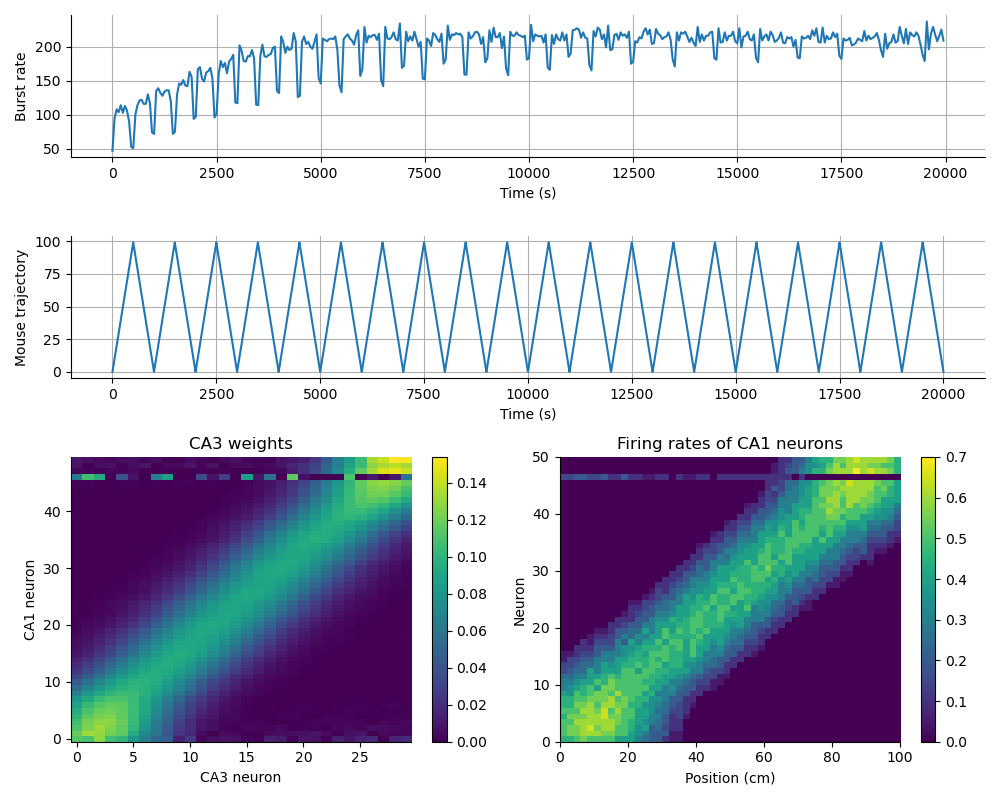 Burst rate
200
150
100
50
0 2500 5000 7500 10000 12500 15000 17500 20000
Time (s)
Mouse trajectory
100
75
50
25
0
0 2500 5000 7500 10000 12500 15000 17500 20000
Time (s)
CA3 weights
CA1 neuron
40
30
20
10
0
0 5 10 15 20 25
CA3 neuron
0.14
0.12
0.10
0.08
0.06
0.04
0.02
0.00
Firing rates of CA1 neurons
Neuron
50
40
30
20
10
0
0 20 40 60 80 100
Position (cm)
0.7
0.6
0.5
0.4
0.3
0.2
0.1
0.0